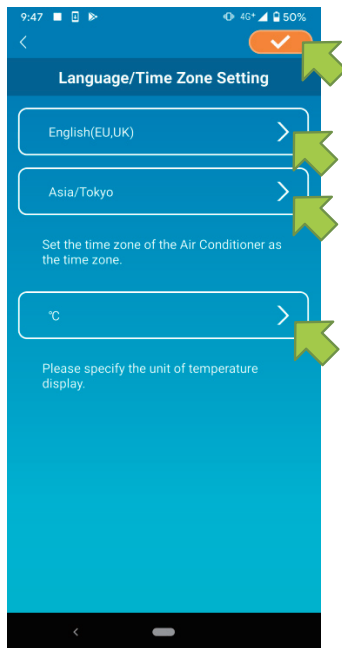 9:47 4G+ 50%
Language/Time Zone Setting
English(EU,UK)
Asia/Tokyo
Set the time zone of the Air Conditioner as
the time zone.
℃
Please specify the unit of temperature
display.